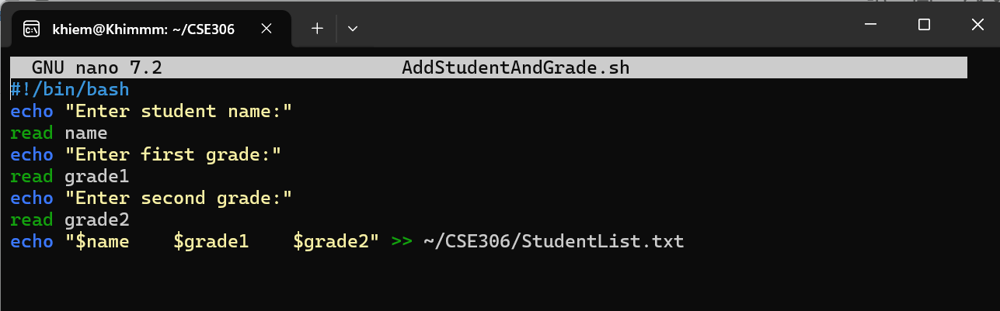 khiem@Khimmm: ~/CSE306
GNU nano 7.2 AddStudentAndGrade.sh
#!/bin/bash
echo "Enter student name:"
read name
echo "Enter first grade:"
read grade1
echo "Enter second grade:"
read grade2
echo "$name    $grade1    $grade2" >> ~/CSE306/StudentList.txt